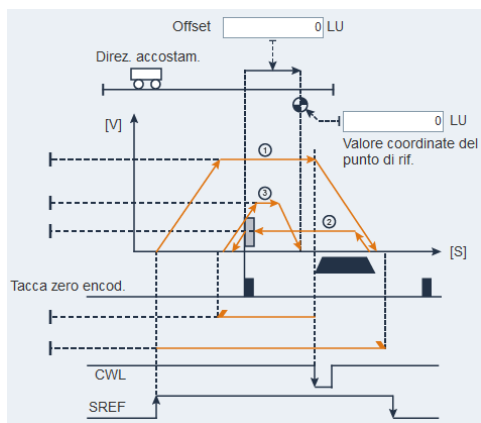 Offset 0 LU
Direz. accostam.
0 LU
Valore coordinate del
punto di rif.
[V]
1
3
2
[S]
Tacca zero encod.
CWL
SREF